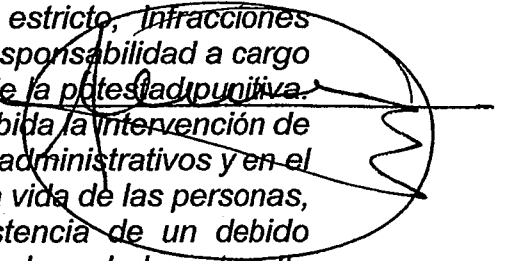 estricto, infracciones
sponsabilidad a cargo
e la potestad punitiva.
bida la intervención de
administrativos y en el
vida de las personas,
stencia de un debido